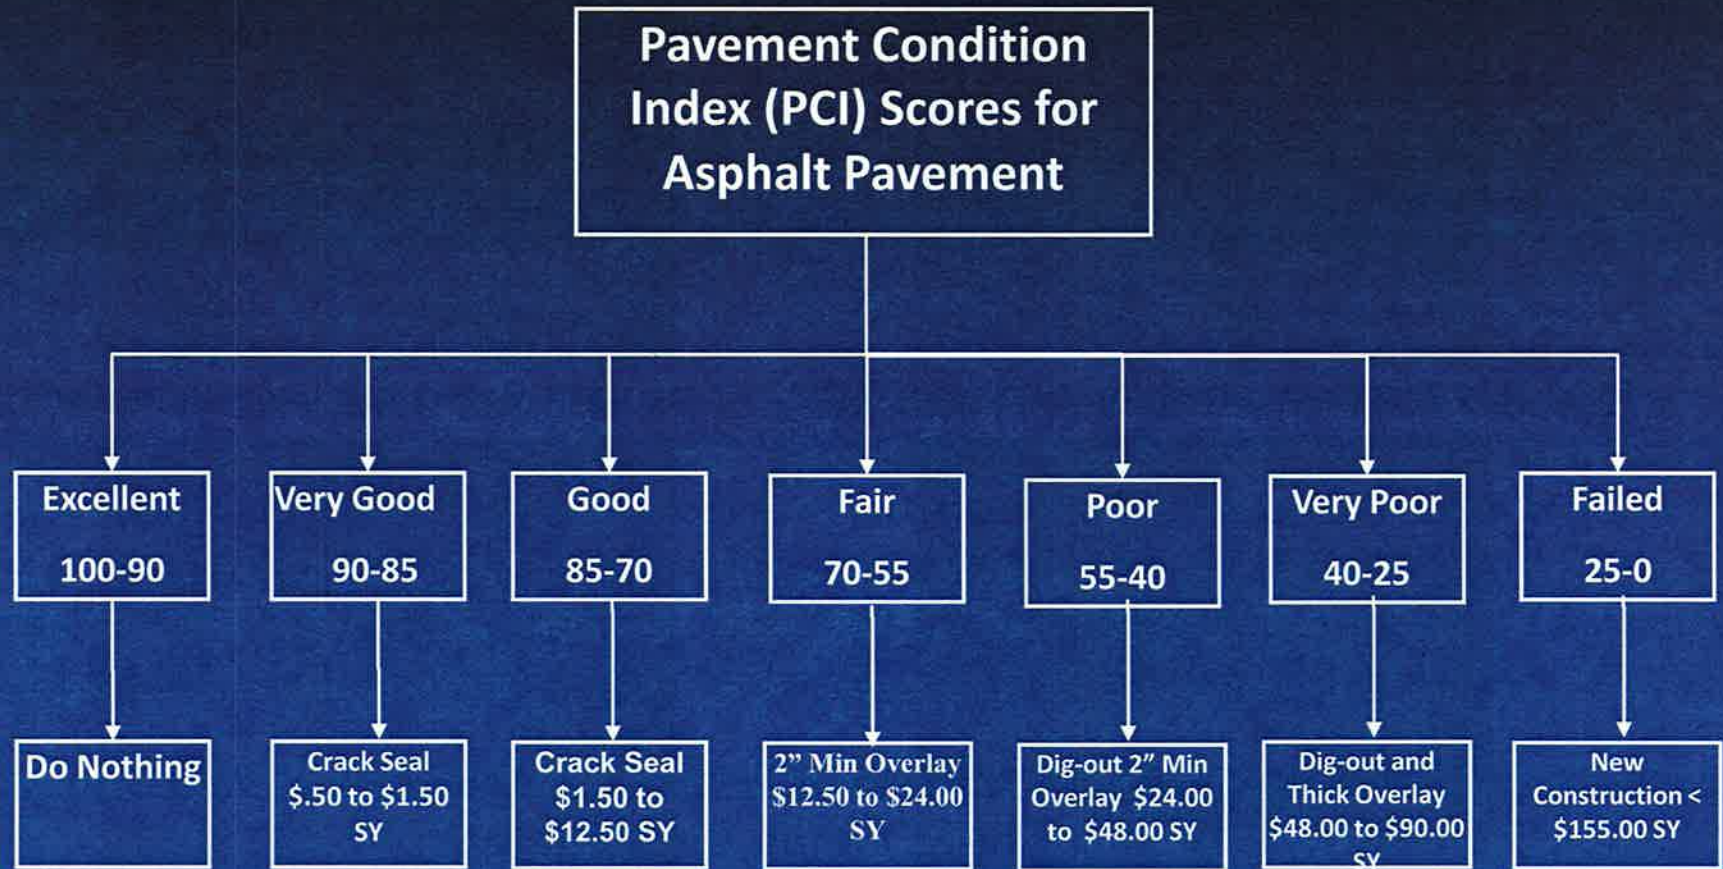 Pavement Condition
Index (PCI) Scores for
Asphalt Pavement
Excellent
100-90
Very Good
90-85
Good
85-70
Fair
70-55
Poor
55-40
Very Poor
40-25
Failed
25-0
Do Nothing
Crack Seal
$.50 to $1.50
SY
Crack Seal
$1.50 to
$12.50 SY
2” Min Overlay
$12.50 to $24.00
SY
Dig-out 2” Min
Overlay $24.00
to $48.00 SY
Dig-out and
Thick Overlay
$48.00 to $90.00
SY
New
Construction <
$155.00 SY